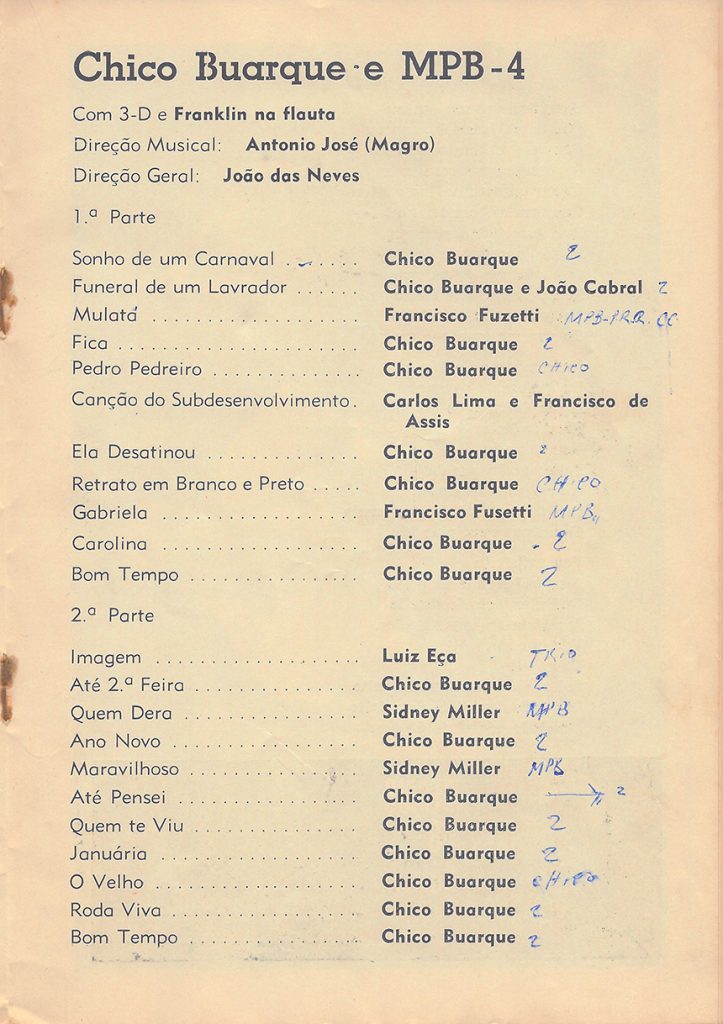 Chico Buarque e MPB-4
Com 3-D e Franklin na flauta
Direção Musical: Antonio José (Magro)
Direção Geral: João das Neves
1.ª Parte
Sonho de um Carnaval . . . . . . Chico Buarque 2
Funeral de um Lavrador . . . . . . Chico Buarque e João Cabral 2
Mulata . . . . . . . . . . . . . . . . . . . Francisco Fuzetti MPB-
Fica . . . . . . . . . . . . . . . . . . . . . . Chico Buarque 2
Pedro Pedreiro . . . . . . . . . . . . . . Chico Buarque CHICO
Canção do Subdesenvolvimento. Carlos Lima e Francisco de
Assis
Ela Desatinou . . . . . . . . . . . . . . Chico Buarque 2
Retrato em Branco e Preto . . . . . Chico Buarque CHICO
Gabriela . . . . . . . . . . . . . . . . . . Francisco Fusetti MPB
Carolina . . . . . . . . . . . . . . . . . . Chico Buarque 2
Bom Tempo . . . . . . . . . . . . . . . Chico Buarque 2
2.ª Parte
Imagem . . . . . . . . . . . . . . . . . . . Luiz Eça TRIO
Até 2.ª Feira . . . . . . . . . . . . . . . Chico Buarque 2
Quem Dera . . . . . . . . . . . . . . . . Sidney Miller MPB
Ano Novo . . . . . . . . . . . . . . . . . Chico Buarque 2
Maravilhoso . . . . . . . . . . . . . . . . Sidney Miller MPB
Até Pensei . . . . . . . . . . . . . . . . . Chico Buarque 2
Quem te Viu . . . . . . . . . . . . . . . Chico Buarque 2
Januária . . . . . . . . . . . . . . . . . . Chico Buarque 2
O Velho . . . . . . . . . . . . . . . . . . . Chico Buarque CHICO
Roda Viva . . . . . . . . . . . . . . . . . Chico Buarque 2
Bom Tempo . . . . . . . . . . . . . . . Chico Buarque 2